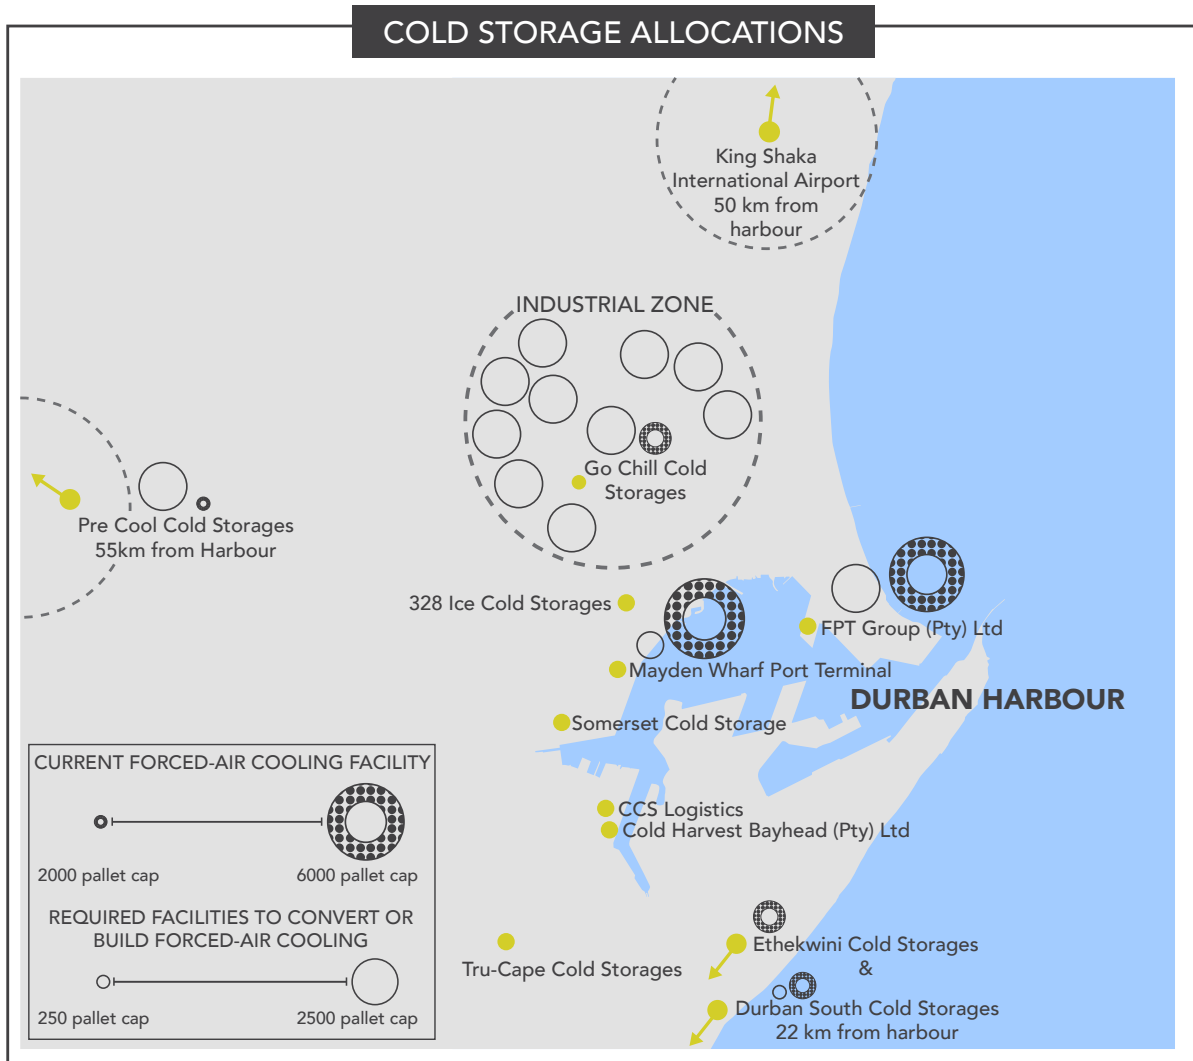 COLD STORAGE ALLOCATIONS
King Shaka
International Airport
50 km from
harbour
INDUSTRIAL ZONE
Go Chill Cold
Storages
Pre Cool Cold Storages
55km from Harbour
328 Ice Cold Storages
FPT Group (Pty) Ltd
Mayden Wharf Port Terminal
DURBAN HARBOUR
Somerset Cold Storage
CCS Logistics
Cold Harvest Bayhead (Pty) Ltd
Tru-Cape Cold Storages
Ethekwini Cold Storages
&
Durban South Cold Storages
22 km from harbour
CURRENT FORCED-AIR COOLING FACILITY
2000 pallet cap
6000 pallet cap
REQUIRED FACILITIES TO CONVERT OR
BUILD FORCED-AIR COOLING
250 pallet cap
2500 pallet cap